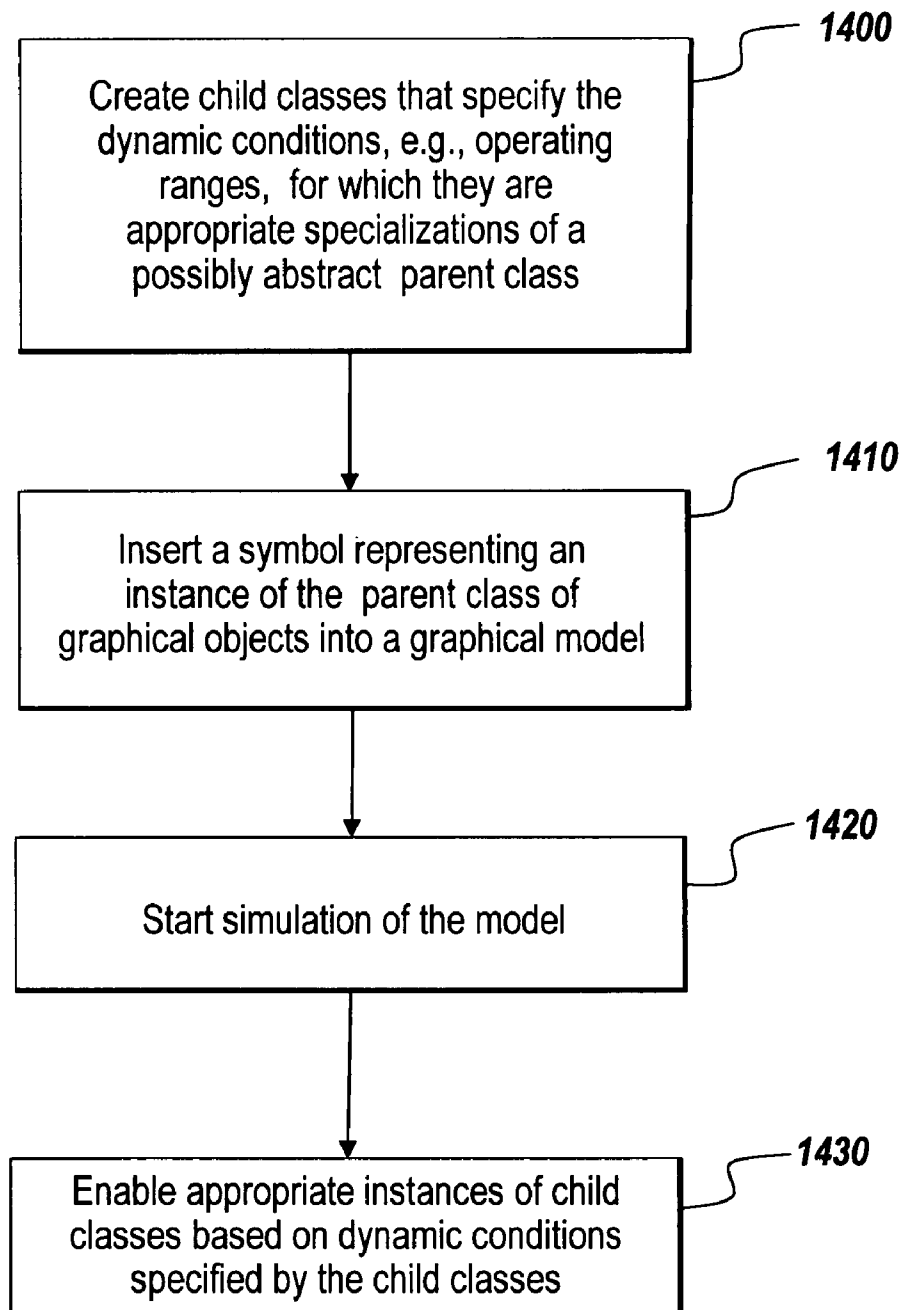 1400
Create child classes that specify the
dynamic conditions, e.g., operating
ranges, for which they are
appropriate specializations of a
possibly abstract parent class
1410
Insert a symbol representing an
instance of the parent class of
graphical objects into a graphical model
1420
Start simulation of the model
1430
Enable appropriate instances of child
classes based on dynamic conditions
specified by the child classes